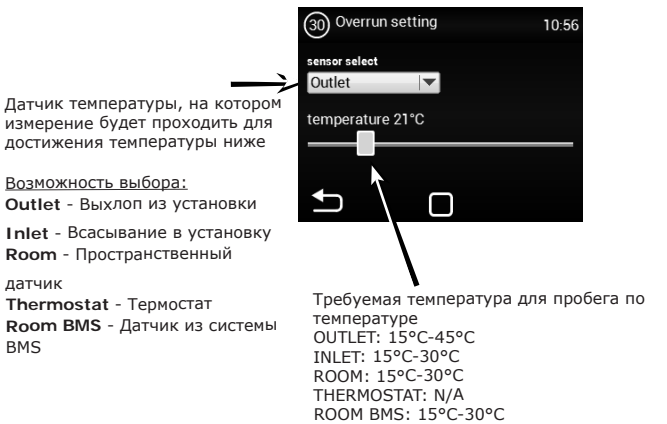 30 Overrun setting 10:56
sensor select
Outlet
temperature 21°C
Датчик температуры, на котором
измерение будет проходить для
достижения температуры ниже
Возможность выбора:
Outlet - Выхлоп из установки
Inlet - Всасывание в установку
Room - Пространственный
датчик
Thermostat - Термостат
Room BMS - Датчик из системы
BMS
Требуемая температура для пробега по
температуре
OUTLET: 15°C-45°C
INLET: 15°C-30°C
ROOM: 15°C-30°C
THERMOSTAT: N/A
ROOM BMS: 15°C-30°C